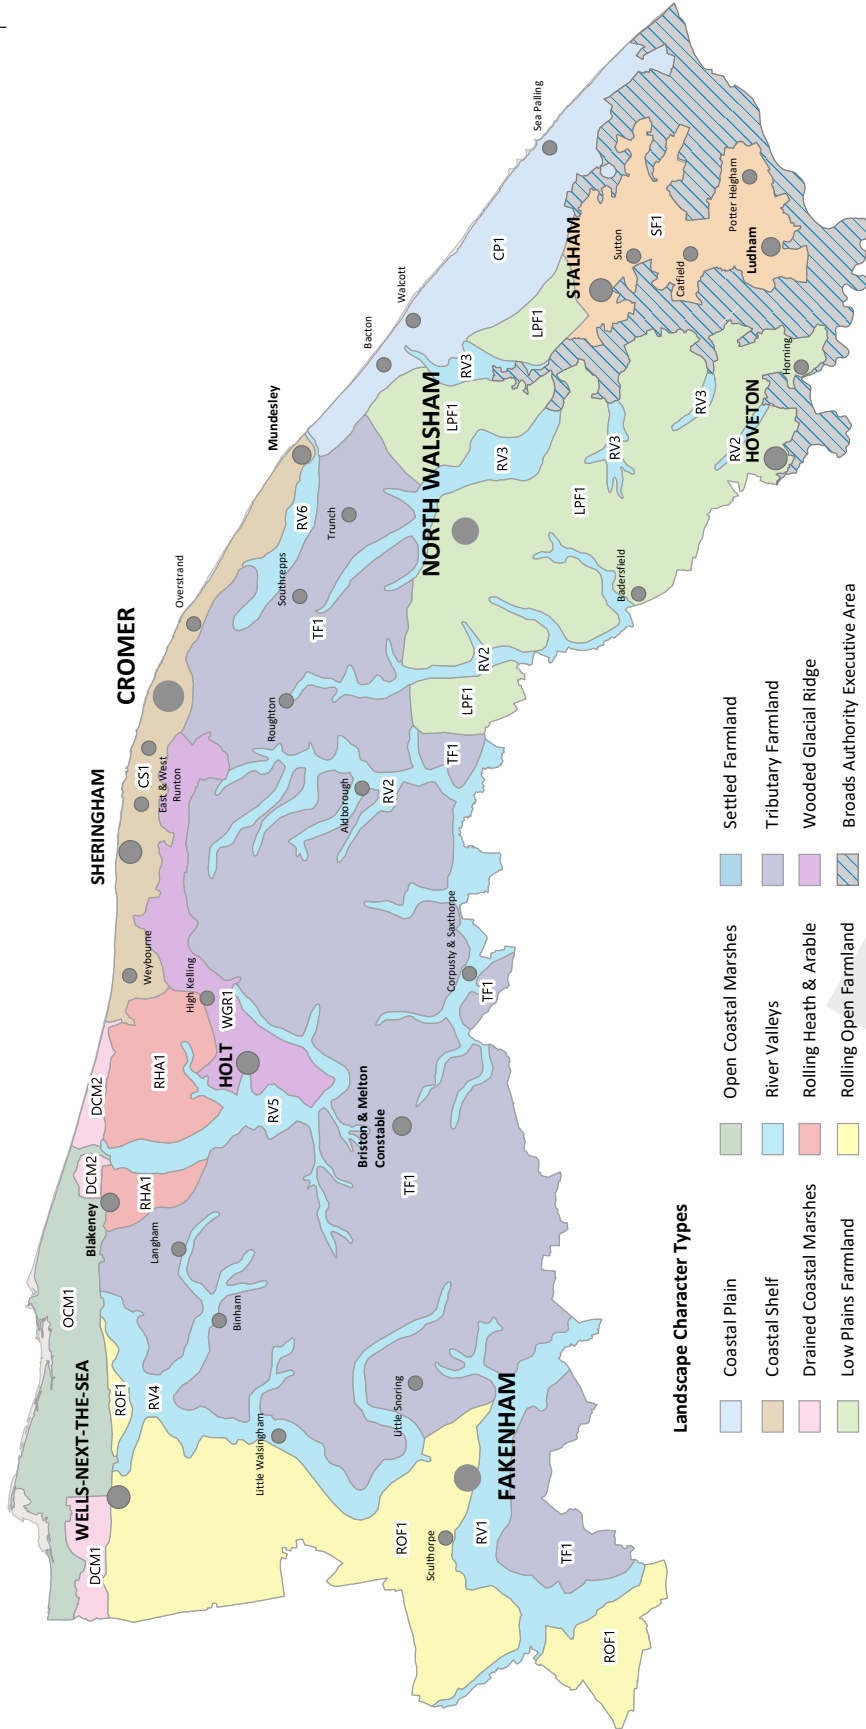 WELLS-NEXT-THE-SEA
DCM1
OCM1
ROF1
RV4
Blakeney
DCM2
DCM2
RHA1
RHA1
Langham
Binham
Little Walsingham
Little Snoring
Sculthorpe
ROF1
FAKENHAM
RV1
TF1
ROF1
Weybourne
High Kelling
WGR1
HOLT
RV5
Briston & Melton
Constable
TF1
Corpusty & Saxthorpe
TF1
SHERINGHAM
CS1
East & West
Runton
CROMER
Overstrand
Roughton
Aldborough
RV2
TF1
TF1
Southrepps
Trunch
RV6
Mundesley
Bacton
Walcott
CP1
Sea Palling
NORTH WALSHAM
LPF1
RV3
LPF1
RV3
LPF1
RV2
LPF1
RV3
RV3
Badersfield
RV2
HOVETON
Horning
STALHAM
Sutton
SF1
Catfield
Potter Heigham
Ludham
Landscape Character Types
Coastal Plain
Coastal Shelf
Drained Coastal Marshes
Low Plains Farmland
Open Coastal Marshes
River Valleys
Rolling Heath & Arable
Rolling Open Farmland
Settled Farmland
Tributary Farmland
Wooded Glacial Ridge
Broads Authority Executive Area